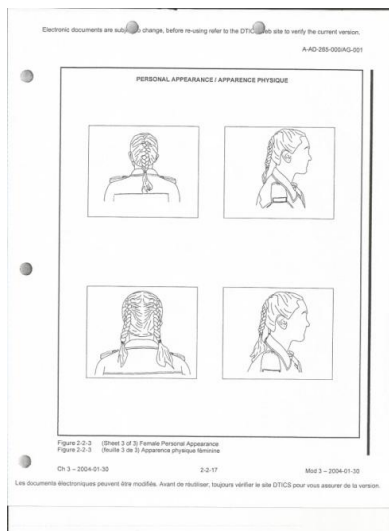 Electronic documents are subject to change, before re-using refer to the DTICS web site to verify the current version.
A-AD-265-000/AG-001
PERSONAL APPEARANCE / APPARENCE PHYSIQUE
Figure 2-2-3 (Sheet 3 of 3) Female Personal Appearance
Figure 2-2-3 (feuille 3 de 3) Apparence physique féminine
Ch 3 – 2004-01-30 2-2-17 Mod 3 – 2004-01-30
Les documents électroniques peuvent être modifiés. Avant de réutiliser, toujours vérifier le site DTICS pour vous assurer de la version.